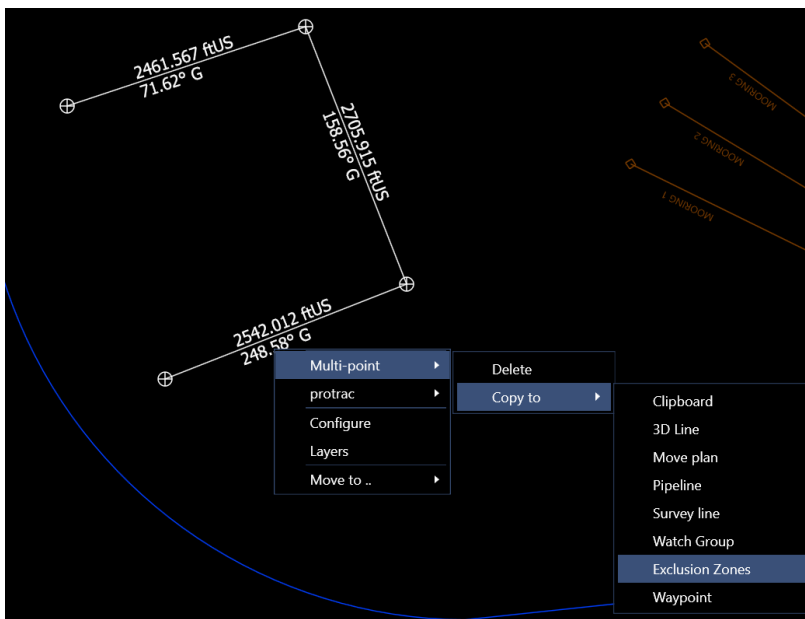 2461.567 ftUS
71.62° G
2705.915 ftUS
158.56° G
MOORING 3
MOORING 2
MOORING 1
2542.012 ftUS
248.58° G
Multi-point
protrac
Configure
Layers
Move to ..
Delete
Copy to
Clipboard
3D Line
Move plan
Pipeline
Survey line
Watch Group
Exclusion Zones
Waypoint